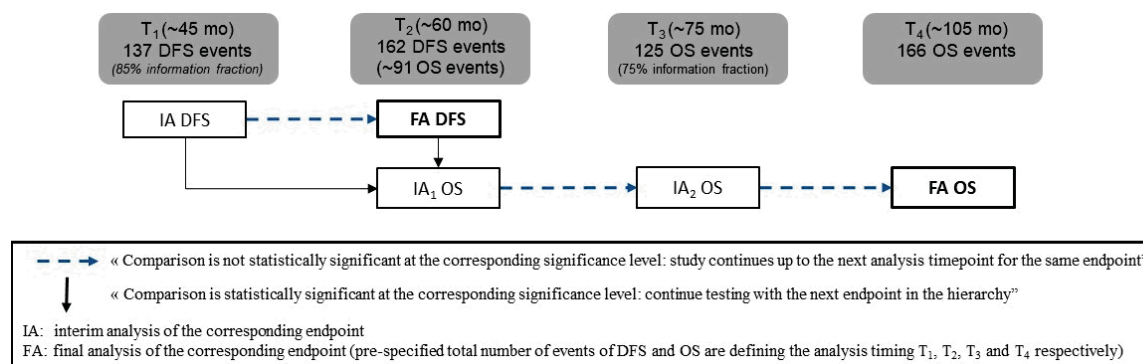 T1 (~45 mo)
137 DFS events
(85% information fraction)
T2 (~60 mo)
162 DFS events
(~91 OS events)
T3 (~75 mo)
125 OS events
(75% information fraction)
T4 (~105 mo)
166 OS events
IA DFS
FA DFS
IA1 OS
IA2 OS
FA OS
« Comparison is not statistically significant at the corresponding significance level: study continues up to the next analysis timepoint for the same endpoint"
« Comparison is statistically significant at the corresponding significance level: continue testing with the next endpoint in the hierarchy”
IA: interim analysis of the corresponding endpoint
FA: final analysis of the corresponding endpoint (pre-specified total number of events of DFS and OS are defining the analysis timing T1, T2, T3 and T4 respectively)